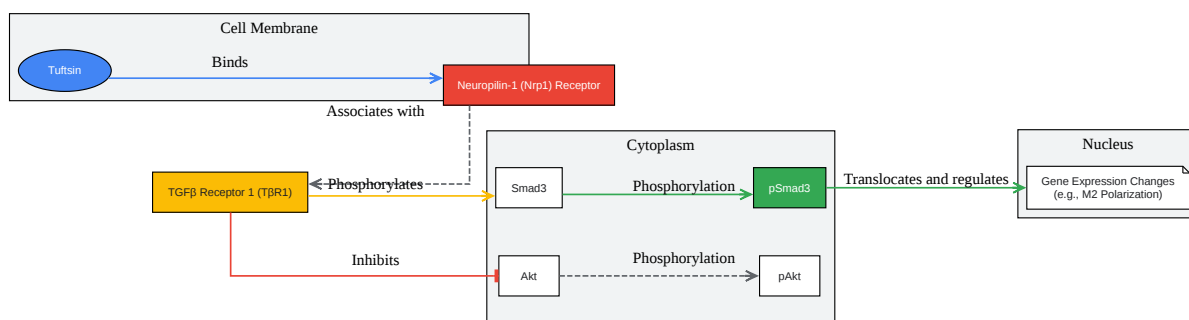 Cell Membrane
Tuftsin
Binds
Neuropilin-1 (Nrp1) Receptor
Associates with
TGFβ Receptor 1 (TβR1)
Phosphorylates
Inhibits
Cytoplasm
Smad3
Phosphorylation
pSmad3
Akt
Phosphorylation
pAkt
Translocates and regulates
Nucleus
Gene Expression Changes
(e.g., M2 Polarization)